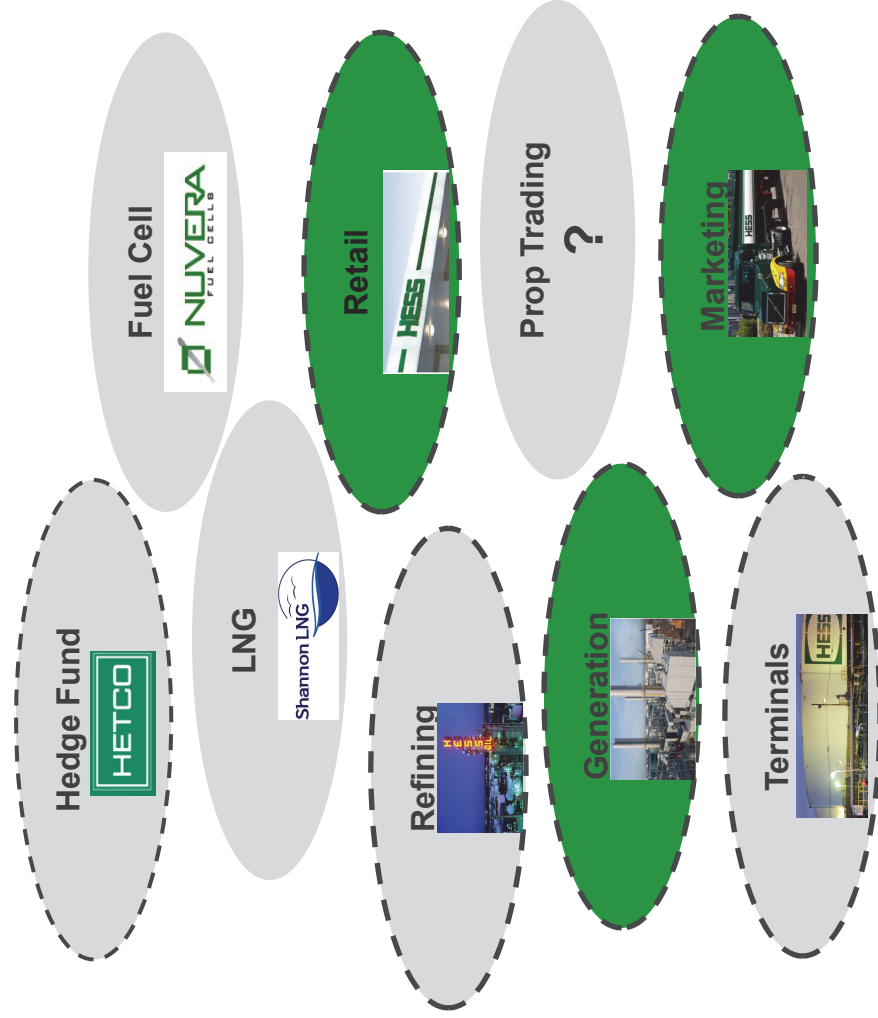 Hedge Fund
HETCO
Fuel Cell
NUVERA
FUEL CELLS
LNG
Shannon LNG
Retail
HESS
Refining
HESS
OIL
Prop Trading
?
Generation
Marketing
HESS
Terminals
HESS